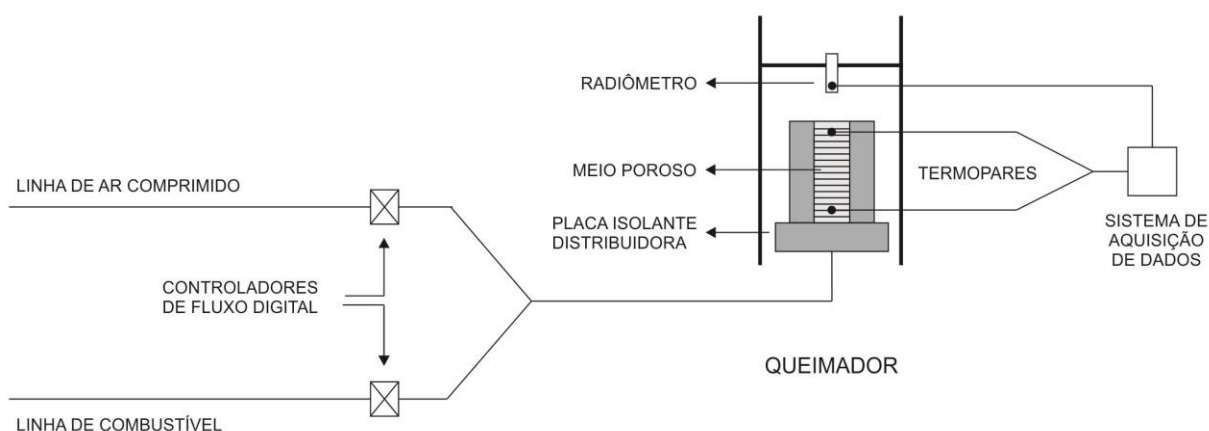 RADIÔMETRO
MEIO POROSO
PLACA ISOLANTE
DISTRIBUIDORA
TERMOPARES
SISTEMA DE
AQUISIÇÃO
DE DADOS
LINHA DE AR COMPRIMIDO
CONTROLADORES
DE FLUXO DIGITAL
QUEIMADOR
LINHA DE COMBUSTÍVEL